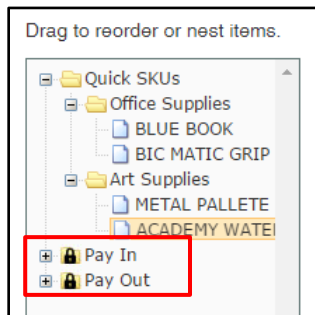 Drag to reorder or nest items.
Quick SKUs
Office Supplies
BLUE BOOK
BIC MATIC GRIP
Art Supplies
METAL PALLETE
ACADEMY WATE
Pay In
Pay Out